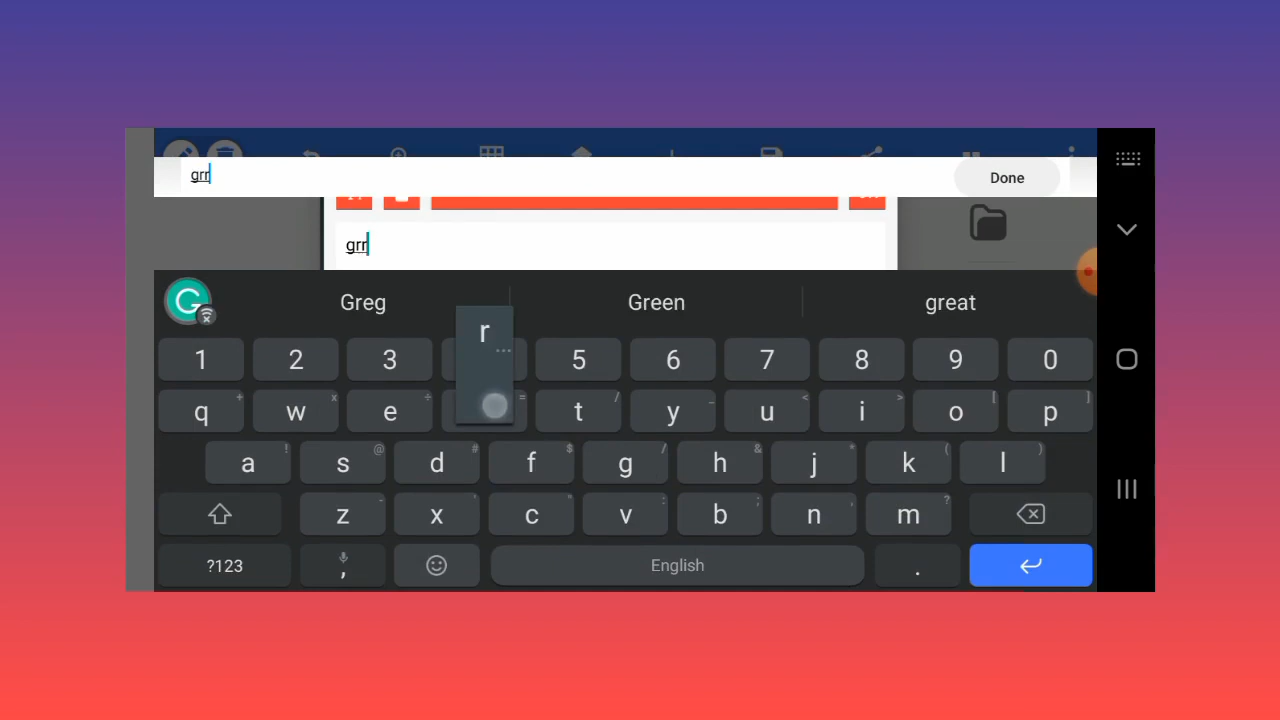 grr
Done
grr
Greg Green great
r
1 2 3 5 6 7 8 9 0
q + w x e ÷ = t / y _ u < i > o [ p ]
a ! s @ d # f $ g / h & j * k ( l )
z - x ' c " v : b ; n , m ?
?123 , English .